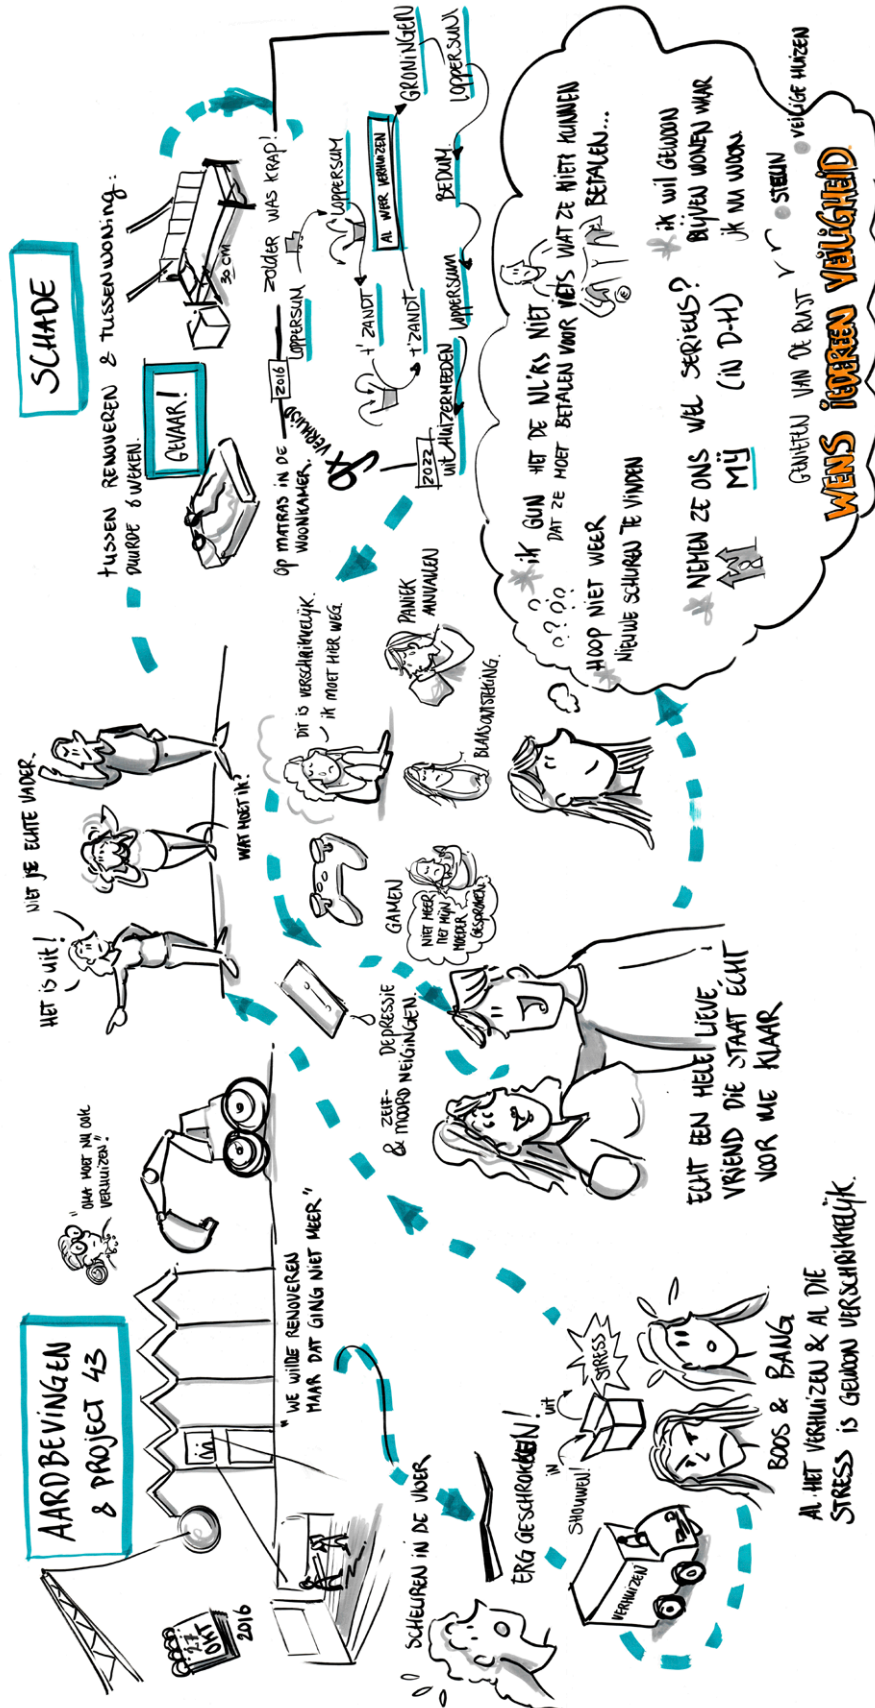 AARDBEVINGEN
& PROJECT 43
27
OKT
2016
"OMA MOET NU OOK
VERHUIZEN"
"WE WILDE RENOVEREN
MAAR DAT GING NIET MEER"
SCHEUREN IN DE VLOER
ERG GESCHROKKEN!
SJOUWEN!
IN
UIT
STRESS
VERHUIZEN
BOOS & BANG
AL HET VERHUIZEN & AL DIE
STRESS IS GEWOON VERSCHRIKKELIJK.
HET IS UIT!
NIET JE ECHTE VADER.
WAT MOET IK?
DIT IS VERSCHRIKKELIJK.
IK MOET HIER WEG.
PANIEK
AANVALLEN
BLAASONTSTEKING.
GAMEN
NIET MEER
MET MIJN
MOEDER
GESPROKEN.
DEPRESSIE
& ZELF-
MOORD NEIGINGEN.
ECHT EEN HELE LIEVE
VRIEND DIE STAAT ECHT
VOOR ME KLAAR
SCHADE
TUSSEN RENOVEREN & TUSSENWONING:
DUURDE 6 WEKEN.
GEVAAR!
30 CM
OP MATRAS IN DE
WOONKAMER.
ZOLDER WAS KRAP!
VERHUISD
2016
LOPPERSUM
LOPPERSUM
T'ZANDT
T'ZANDT
AL WEER VERHUIZEN
GRONINGEN
LOPPERSUM
BEDUM
LOPPERSUM
UITHUIZERMEEDEN
2022
IK GUN HET DE NL'RS NIET
DAT ZE MOET BETALEN VOOR IETS WAT ZE NIET KUNNEN
BETALEN...
HOOP NIET WEER
NIEUWE SCHUREN TE VINDEN
NEMEN ZE ONS WEL SERIEUS?
MIJ
(IN D-H)
IK WIL GEWOON
BLIJVEN WONEN WAAR
IK NU WOON.
GENIETEN VAN DE RUST
STEUN
VEILIGE HUIZEN
WENS IEDEREEN VEILIGHEID